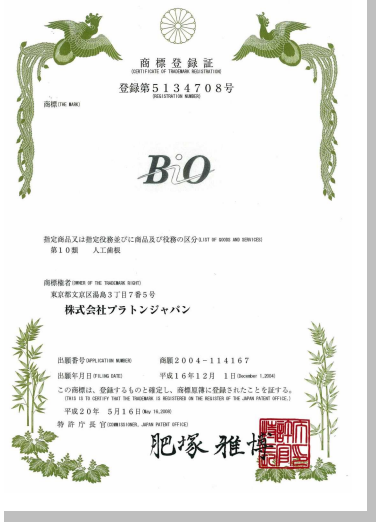 商標登録証
(CERTIFICATE OF TRADEMARK REGISTRATION)
登録第5134708号
(REGISTRATION NUMBER)
商標(THE MARK)
BiO
指定商品又は指定役務並びに商品及び役務の区分(LIST OF GOODS AND SERVICES)
第10類 人工歯根
商標権者(OWNER OF THE TRADEMARK RIGHT)
東京都文京区湯島3丁目7番5号
株式会社プラトンジャパン
出願番号(APPLICATION NUMBER) 商願2004-114167
出願年月日(FILING DATE) 平成16年12月 1日(December 1,2004)
この商標は、登録するものと確定し、商標原簿に登録されたことを証する。
(THIS IS TO CERTIFY THAT THE TRADEMARK IS REGISTERED ON THE REGISTER OF THE JAPAN PATENT OFFICE.)
平成20年 5月16日(May 16,2008)
特許庁長官(COMMISSIONER, JAPAN PATENT OFFICE)
肥塚雅博